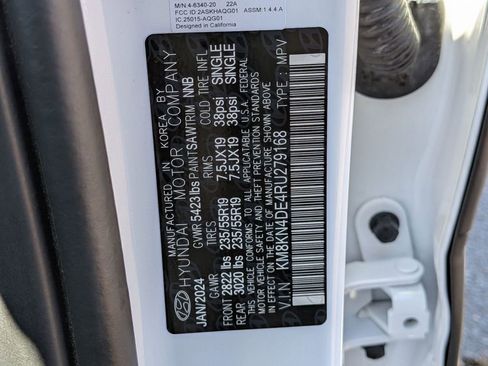 M/N:4-6340-20 22A
FCC ID:2ASKHAQG01 ASSM:1.4.4.A
IC:25015-AQG01
Designed in California
MANUFACTURED IN KOREA BY
HYUNDAI MOTOR COMPANY
JAN/2024 GVWR 5423 lbs PAINT SAW TRIM NNB
GAWR TIRES RIMS COLD TIRE INFL
FRONT 2822 lbs 235/55R19 7.5JX19 38psi SINGLE
REAR 3020 lbs 235/55R19 7.5JX19 38psi SINGLE
THIS VEHICLE CONFORMS TO ALL APPLICABLE U.S.A. FEDERAL
MOTOR VEHICLE SAFETY AND THEFT PREVENTION STANDARDS
IN EFFECT ON THE DATE OF MANUFACTURE SHOWN ABOVE
V.I.N : KM8KN4DE4RU279168 TYPE : MPV